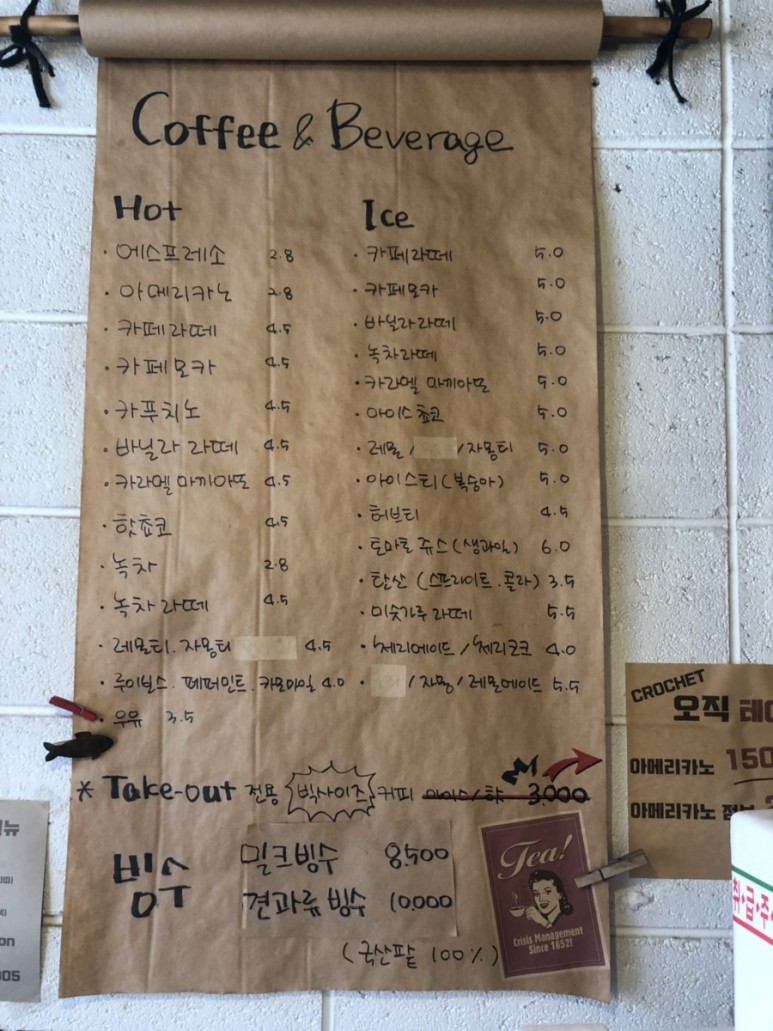 Coffee & Beverage
Hot
· 에스프레소 2.8
· 아메리카노 2.8
· 카페라떼 4.5
· 카페모카 4.5
· 카푸치노 4.5
· 바닐라 라떼 4.5
· 카라멜 마끼아또 4.5
· 핫쵸코 4.5
· 녹차 2.8
· 녹차 라떼 4.5
· 레몬티. 자몽티 4.5
· 루이보스. 페퍼민트. 카모마일 4.0
· 우유 3.5
Ice
· 카페라떼 5.0
· 카페모카 5.0
· 바닐라라떼 5.0
· 녹차라떼 5.0
· 카라멜 마끼아또 5.0
· 아이스쵸코 5.0
· 레몬 / / 자몽티 5.0
· 아이스티 (복숭아) 5.0
· 허브티 4.5
· 토마토 쥬스 (생과일) 6.0
· 탄산 (스프라이트. 콜라) 3.5
· 미숫가루 라떼 5.5
· 체리에이드 / 체리코크 4.0
· / 자몽 / 레몬에이드 5.5
* Take-out 전용 빅사이즈 커피 아이스/핫 3.000
빙수
밀크빙수 8.500
견과류 빙수 10.000
(국산팥 100%)
Tea!
Crisis Management
Since 1652!
CROCHET
오직 테
아메리카노 150
아메리카노
취·급·주
005